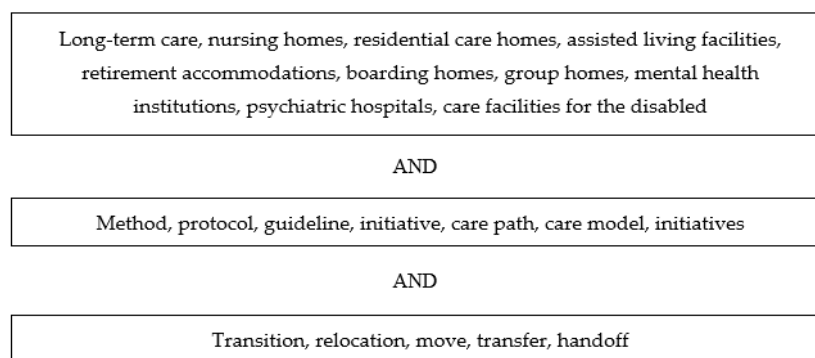 Long-term care, nursing homes, residential care homes, assisted living facilities,
retirement accommodations, boarding homes, group homes, mental health
institutions, psychiatric hospitals, care facilities for the disabled
AND
Method, protocol, guideline, initiative, care path, care model, initiatives
AND
Transition, relocation, move, transfer, handoff